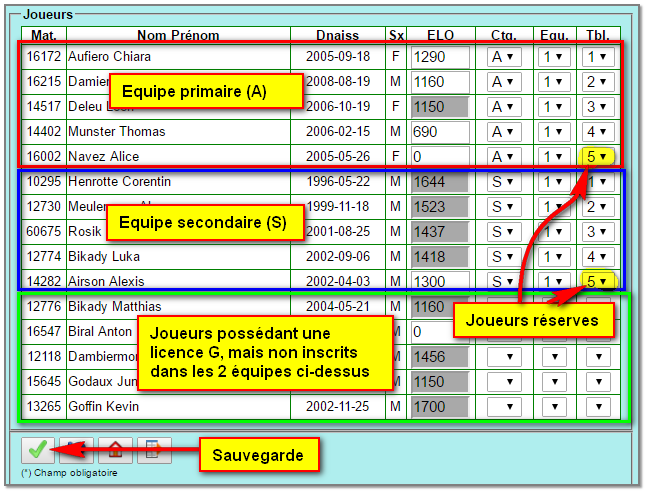 Joueurs
Mat. Nom Prénom Dnaiss Sx ELO Ctg. Equ. Tbl.
16172 Aufiero Chiara 2005-09-18 F 1290 A 1 1
16215 Damien 2008-08-19 M 1160 A 1 2
Equipe primaire (A)
14517 Deleu 2006-10-19 F 1150 A 1 3
14402 Munster Thomas 2006-02-15 M 690 A 1 4
16002 Navez Alice 2005-05-26 F 0 A 1 5
10295 Henrotte Corentin 1996-05-22 M 1644 S 1 1
12730 1999-11-18 M 1523 S 1 2
Equipe secondaire (S)
60675 Rosik 2001-08-25 M 1437 S 1 3
12774 Bikady Luka 2002-09-06 M 1418 S 1 4
14282 Airson Alexis 2002-04-03 M 1300 S 1 5
12776 Bikady Matthias 2004-05-21 M 1160
Joueurs réserves
16547 Biral Anton M 0
Joueurs possédant une
licence G, mais non inscrits
dans les 2 équipes ci-dessus
12118 Dambiermon M 1456
15645 Godaux Jun M 1150
13265 Goffin Kevin 2002-11-25 M 1700
Sauvegarde
(*) Champ obligatoire